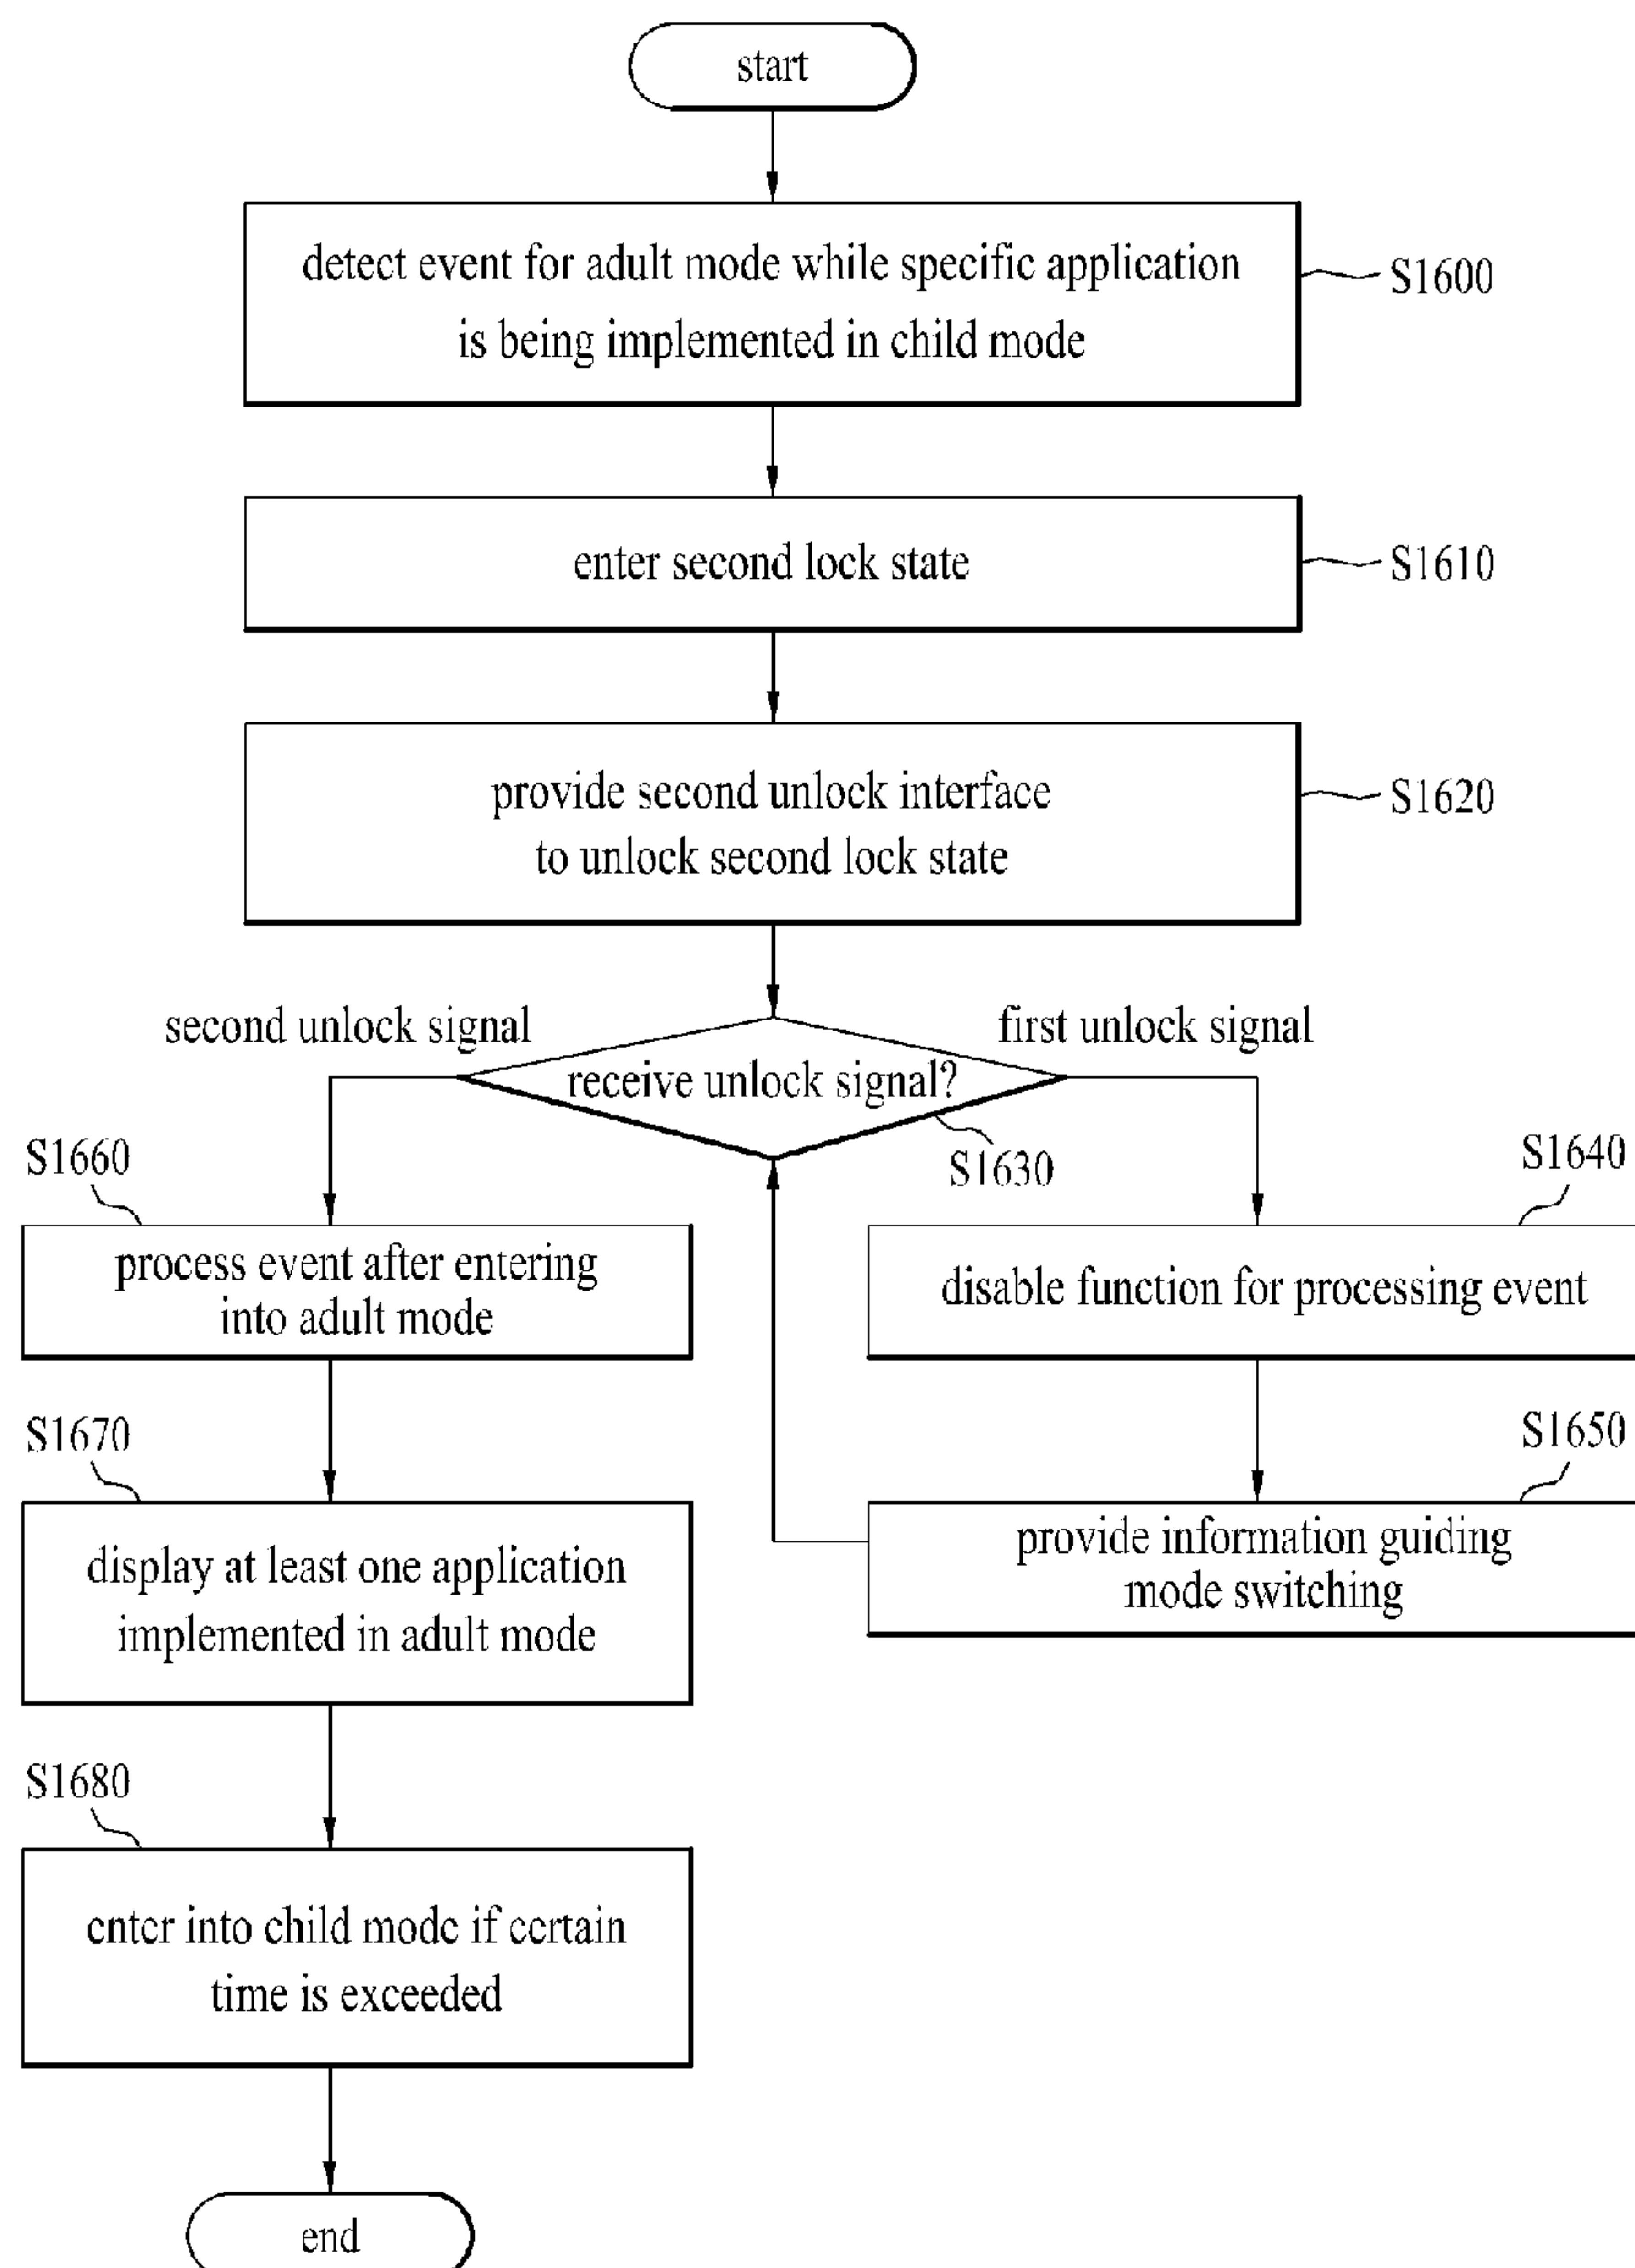 start
detect event for adult mode while specific application
is being implemented in child mode
S1600
enter second lock state
S1610
provide second unlock interface
to unlock second lock state
S1620
second unlock signal
first unlock signal
receive unlock signal?
S1630
S1660
process event after entering
into adult mode
S1640
disable function for processing event
S1670
display at least one application
implemented in adult mode
S1650
provide information guiding
mode switching
S1680
enter into child mode if certain
time is exceeded
end